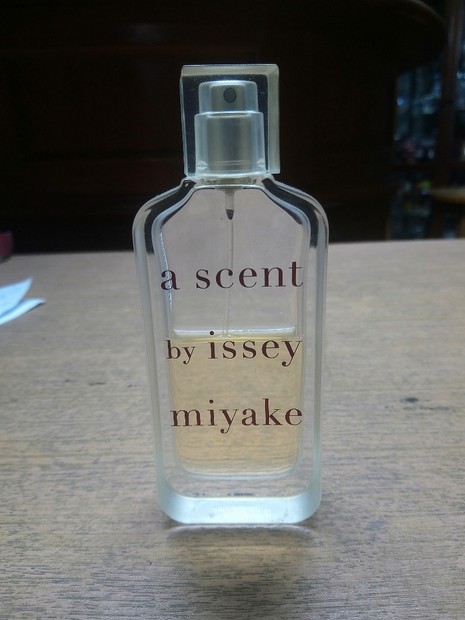 a scent
by issey
miyake